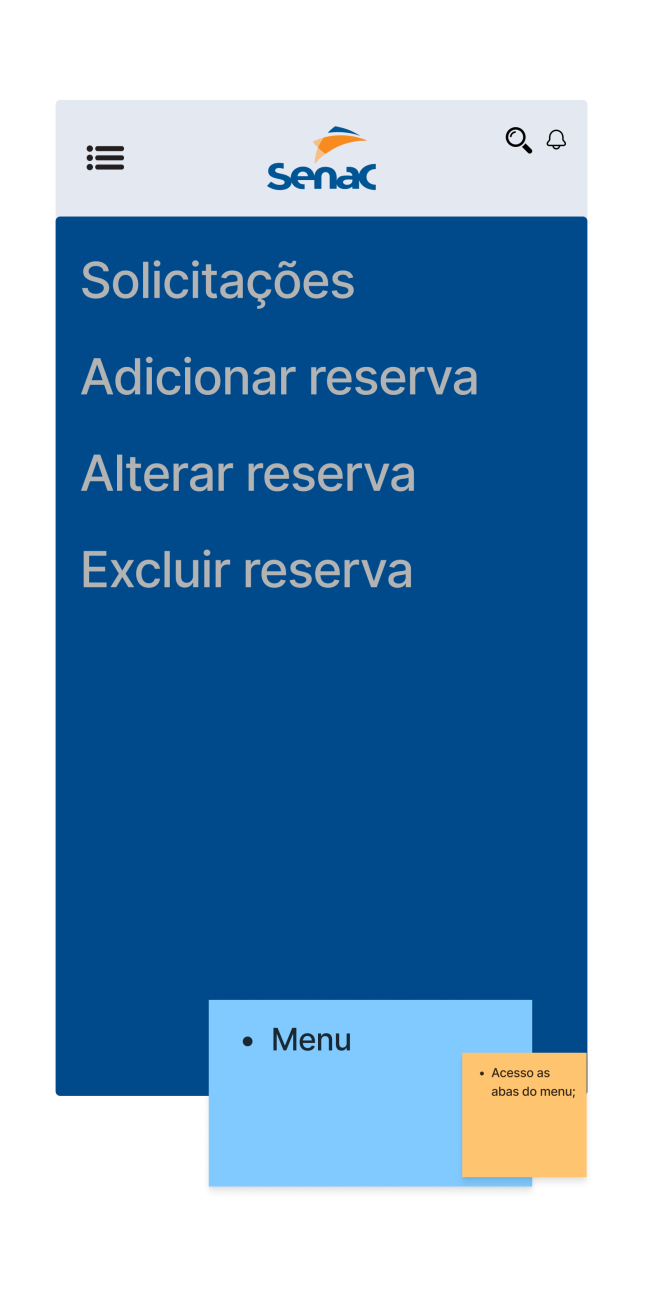 Senac
Solicitações
Adicionar reserva
Alterar reserva
Excluir reserva
• Menu
• Acesso as
abas do menu;